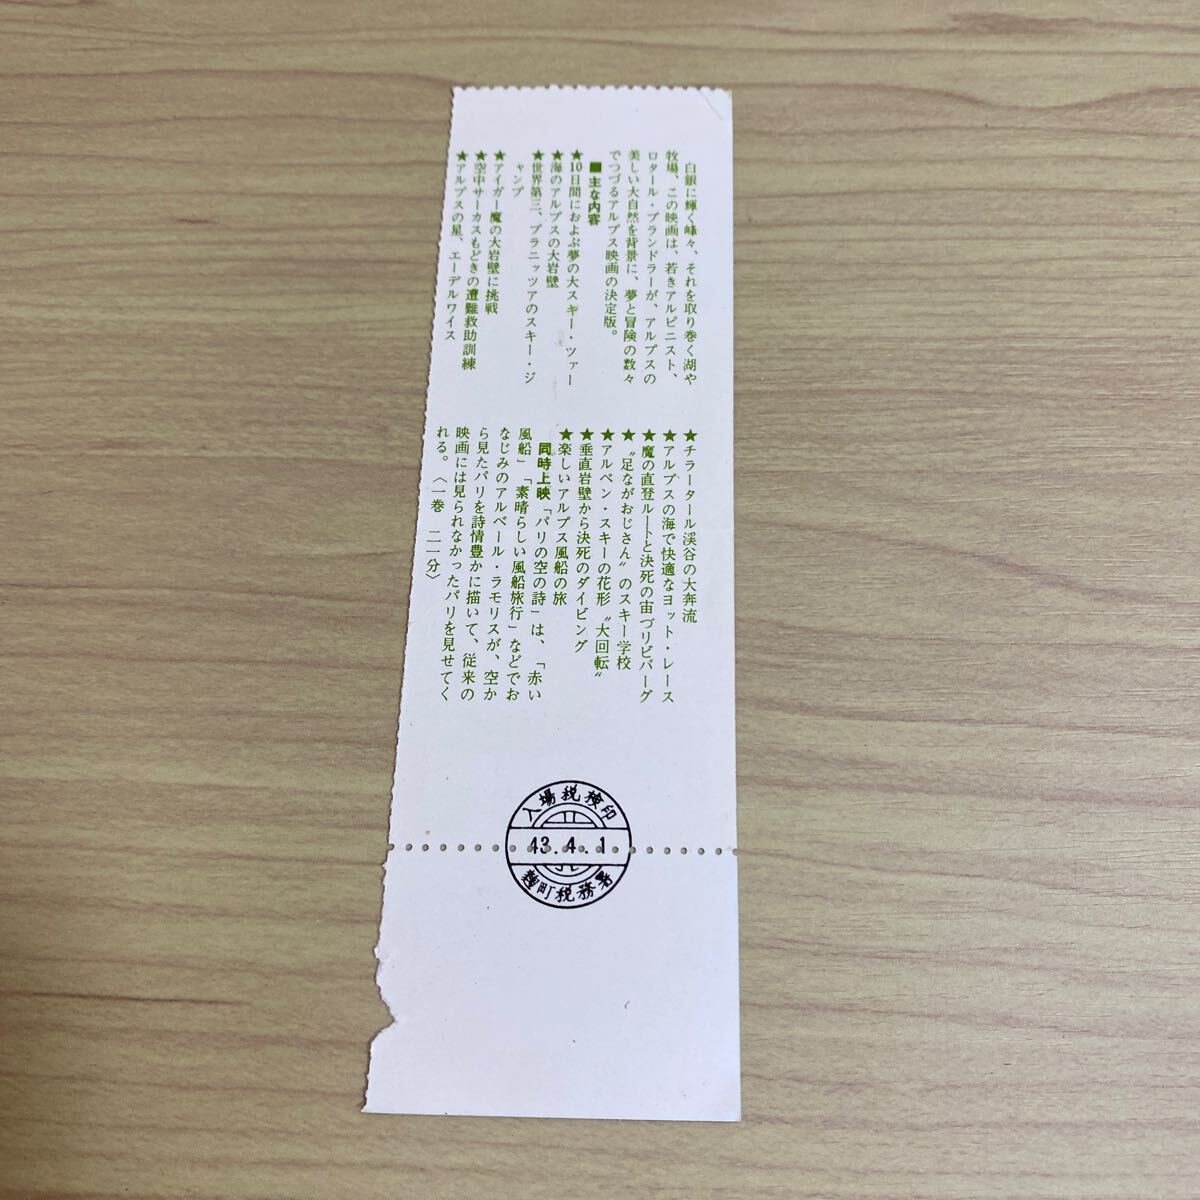 白銀に輝く峰々、それを取り巻く湖や
牧場、この映画は、若きアルピニスト、
ロタール・ブランドラーが、アルプスの
美しい大自然を背景に、夢と冒険の数々
でつづるアルプス映画の決定版。
■主な内容
★10日間におよぶ夢の大スキー・ツァー
★海のアルプスの大岩壁
★世界第三、プラニッツアのスキー・ジ
ャンプ
★アイガー魔の大岩壁に挑戦
★空中サーカスもどきの遭難救助訓練
★アルプスの星、エーデルワイス
★チラータール渓谷の大奔流
★アルプスの海で快適なヨット・レース
★魔の直登ルートと決死の宙づりビバーグ
★“足ながおじさん”のスキー学校
★アルペン・スキーの花形“大回転”
★垂直岩壁から決死のダイビング
★楽しいアルプス風船の旅
同時上映「パリの空の詩」は、「赤い
風船」「素晴らしい風船旅行」などでお
なじみのアルベール・ラモリスが、空か
ら見たパリを詩情豊かに描いて、従来の
映画には見られなかったパリを見せてく
れる。〈一巻 二一分〉
入場税検印
43.4.1
麹町税務署